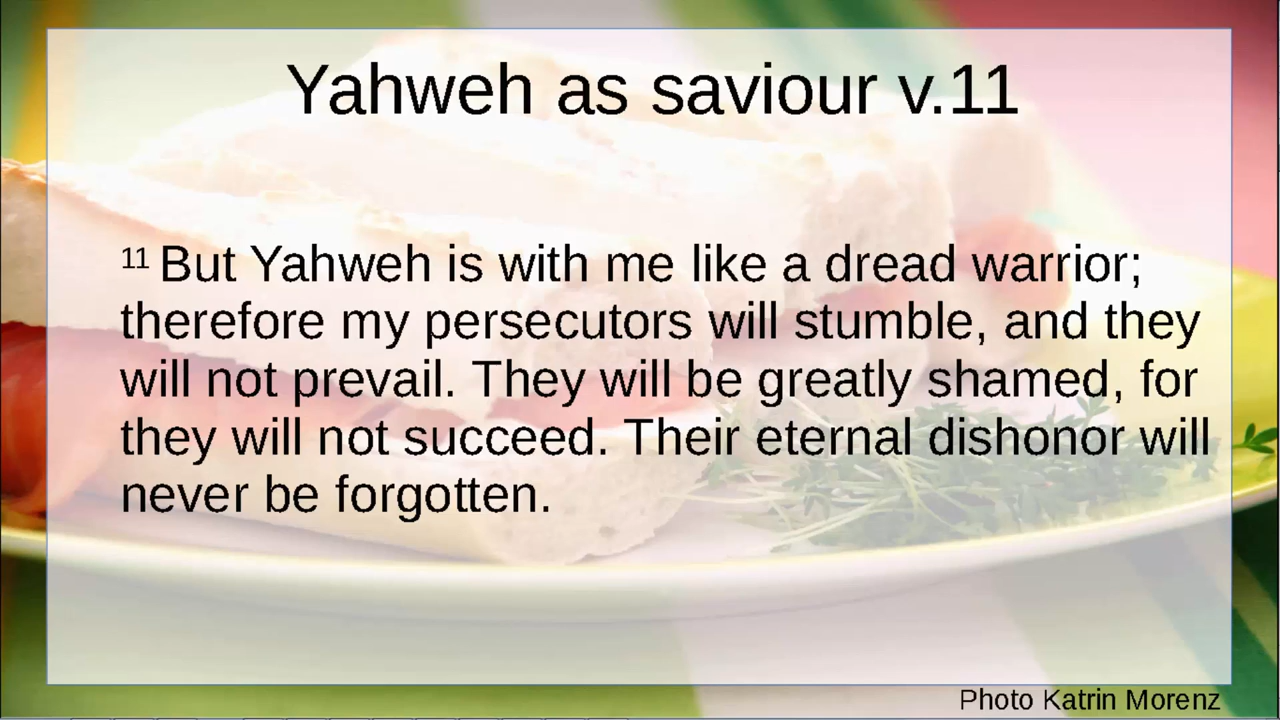 Yahweh as saviour v.11
11 But Yahweh is with me like a dread warrior;
therefore my persecutors will stumble, and they
will not prevail. They will be greatly shamed, for
they will not succeed. Their eternal dishonor will
never be forgotten.
Photo Katrin Morenz